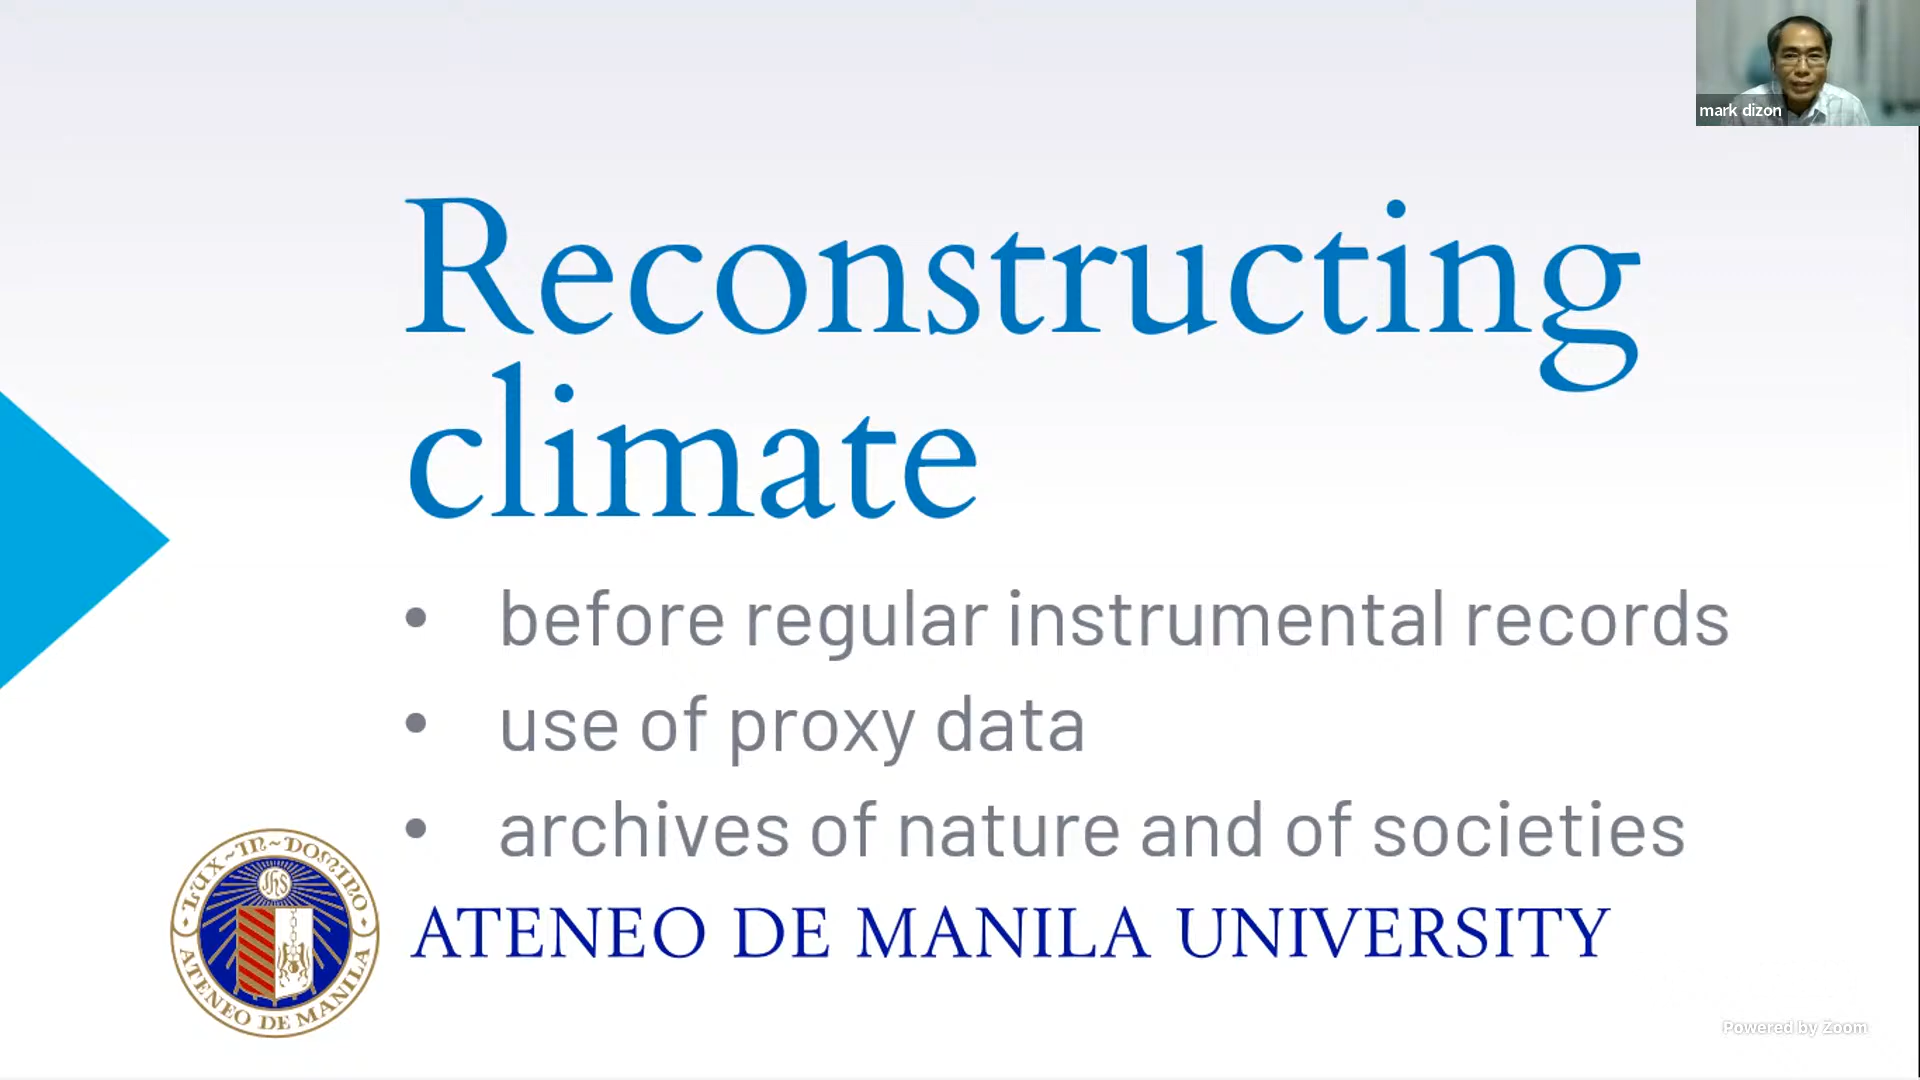 mark dizon
Reconstructing
climate
• before regular instrumental records
• use of proxy data
• archives of nature and of societies
LUX~IN~DOMINO
JHS
ATENEO DE MANILA
ATENEO DE MANILA UNIVERSITY
Powered by Zoom